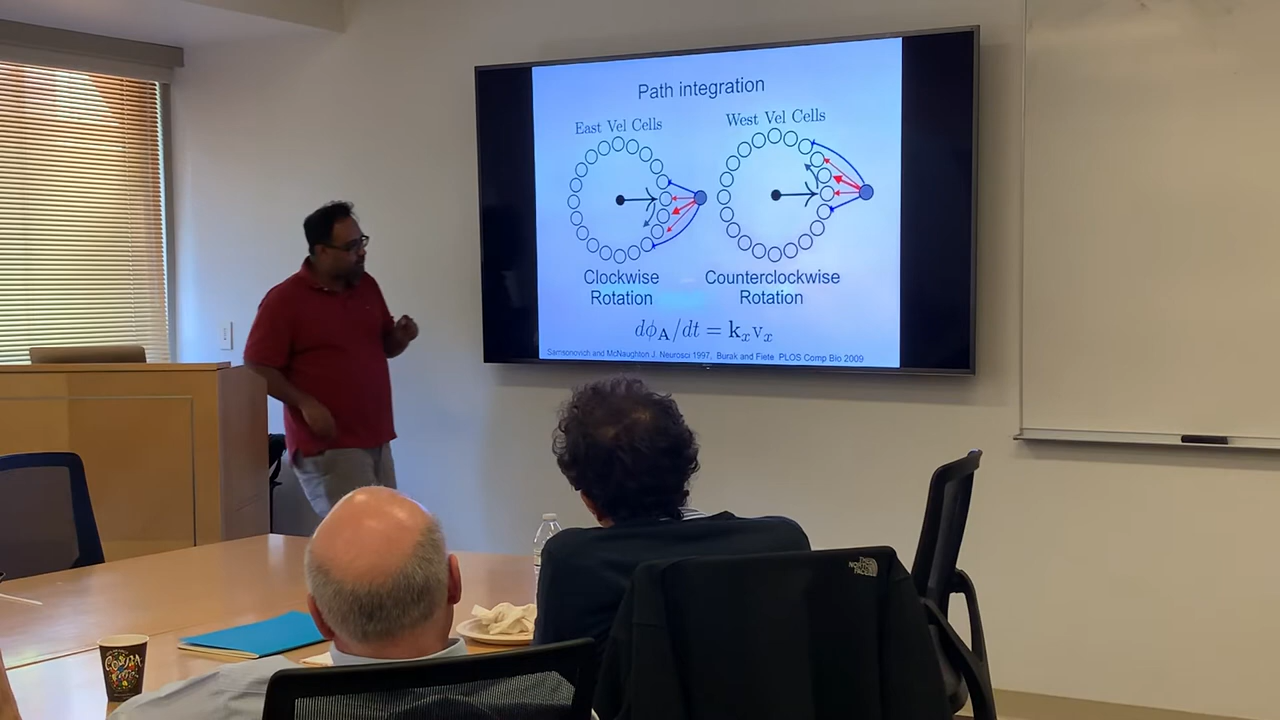 Path integration
East Vel Cells
West Vel Cells
Clockwise
Rotation
Counterclockwise
Rotation
dϕ_A/dt = k_x v_x
Samsonovich and McNaughton J. Neurosci 1997, Burak and Fiete PLOS Comp Bio 2009
THE
NORTH
FACE